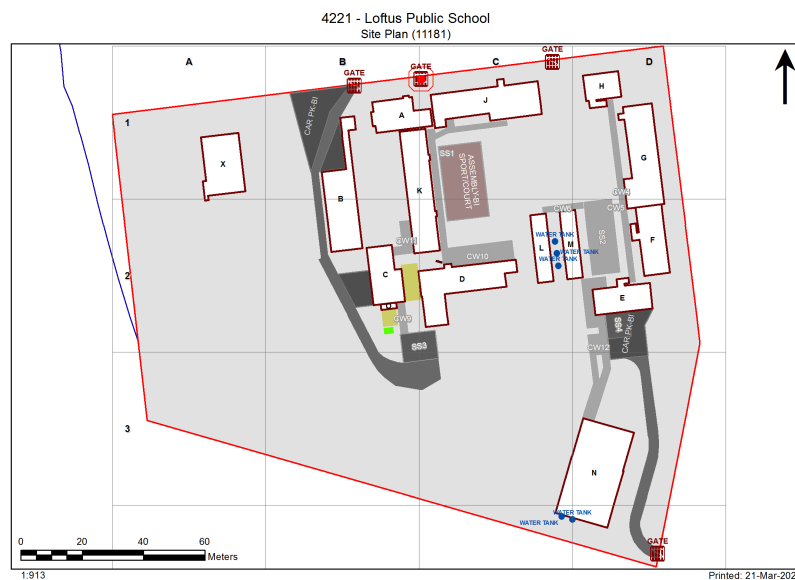 4221 - Loftus Public School
Site Plan (11181)
A
B
C
D
GATE
GATE
GATE
H
J
A
CAR PK-BI
1
G
X
SS1
ASSEMBLY-BI
SPORT/COURT
K
B
CW4
CW5
CW6
WATER TANK
SS2
F
CW11
L
M
WATER TANK
WATER TANK
CW10
2
C
D
E
CW9
SS4
CAR PK-BI
SS3
CW12
3
N
WATER TANK
WATER TANK
GATE
0
20
40
60
Meters
1:913
Printed: 21-Mar-202